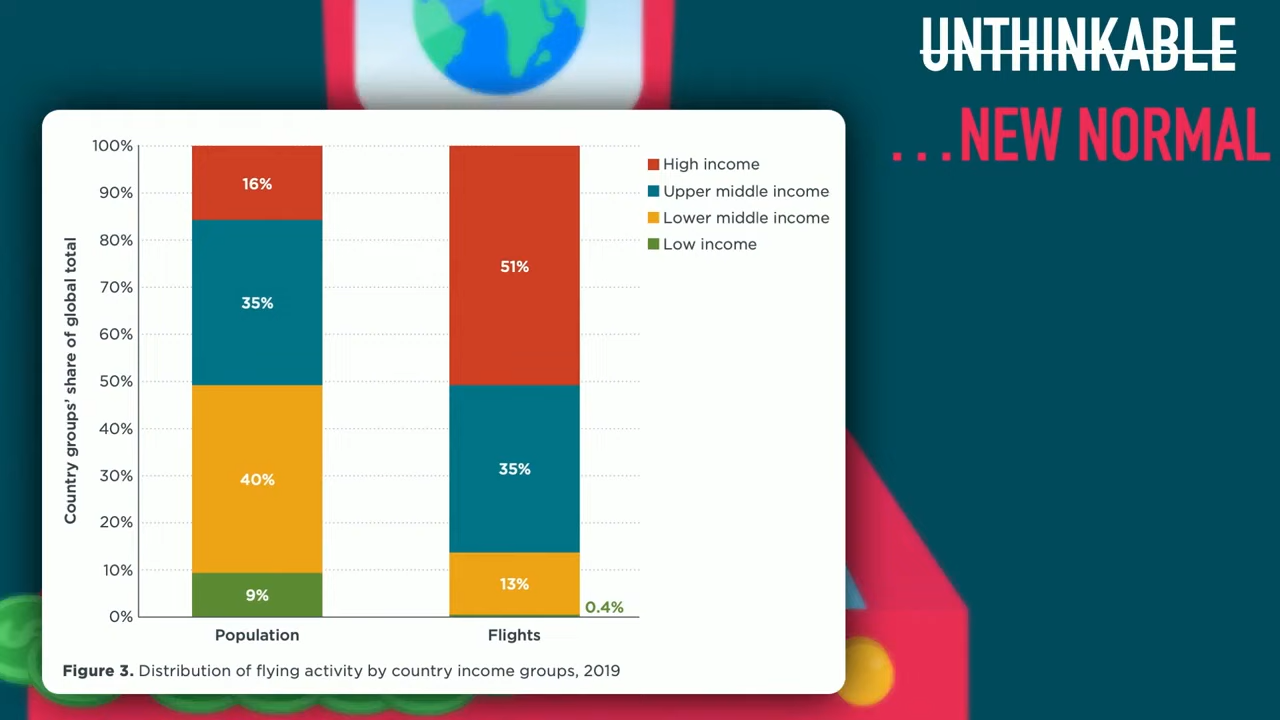 UNTHINKABLE
...NEW NORMAL
100%
90%
80%
70%
60%
50%
40%
30%
20%
10%
0%
Country groups' share of global total
16%
35%
40%
9%
51%
35%
13%
0.4%
Population
Flights
High income
Upper middle income
Lower middle income
Low income
Figure 3. Distribution of flying activity by country income groups, 2019